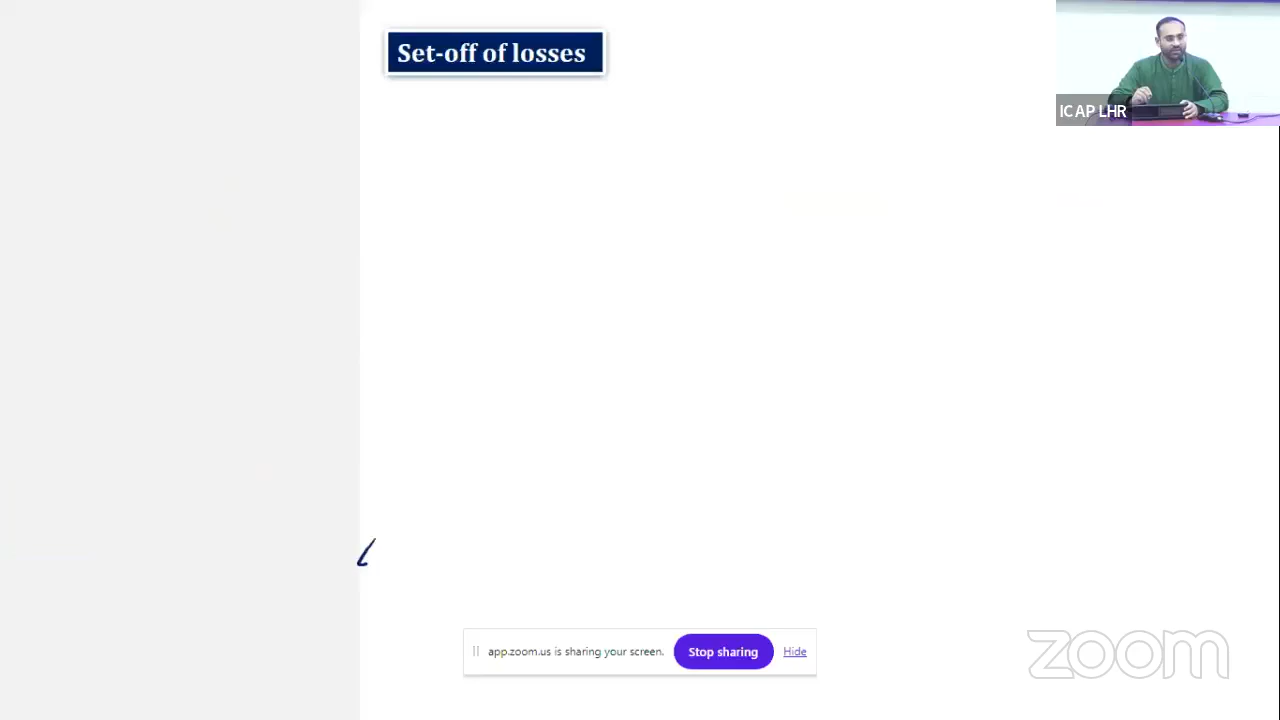 Set-off of losses
ICAP LHR
app.zoom.us is sharing your screen.
Stop sharing
Hide
zoom